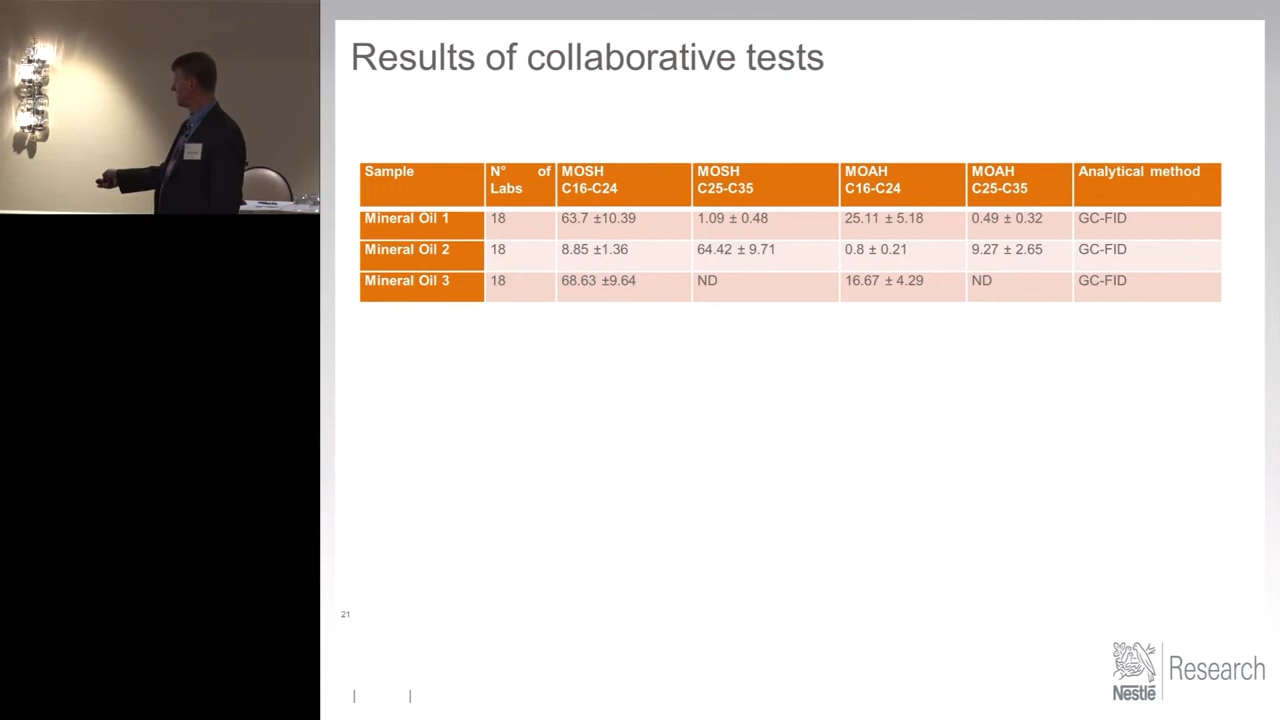 Results of collaborative tests
Sample N° of Labs MOSH C16-C24 MOSH C25-C35 MOAH C16-C24 MOAH C25-C35 Analytical method
Mineral Oil 1 18 63.7 ±10.39 1.09 ± 0.48 25.11 ± 5.18 0.49 ± 0.32 GC-FID
Mineral Oil 2 18 8.85 ±1.36 64.42 ± 9.71 0.8 ± 0.21 9.27 ± 2.65 GC-FID
Mineral Oil 3 18 68.63 ±9.64 ND 16.67 ± 4.29 ND GC-FID
21
Nestlé Research